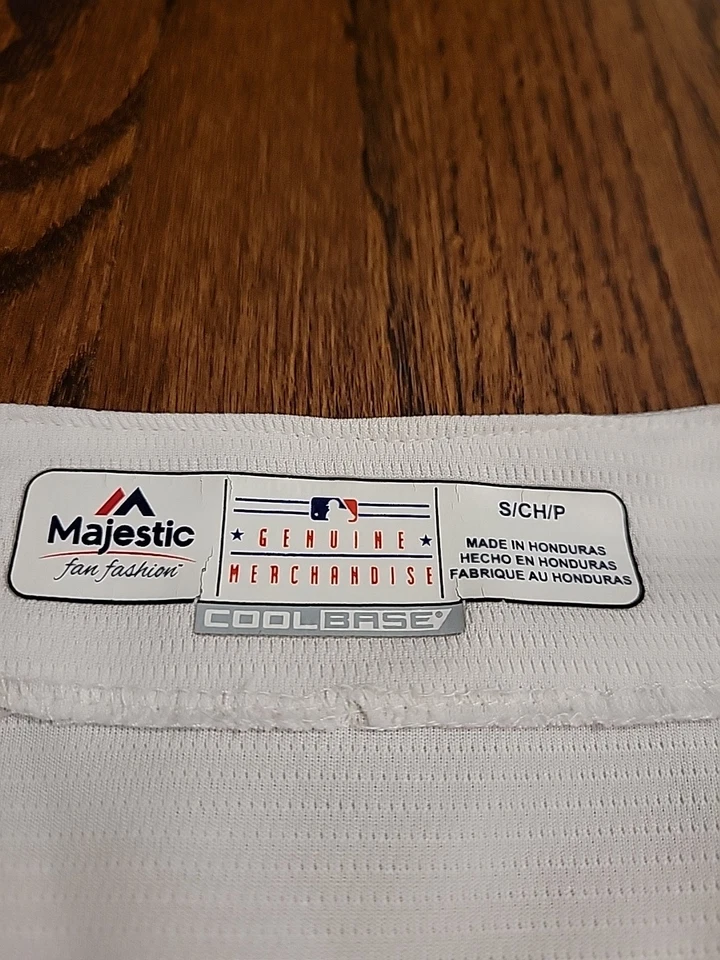 Majestic
fan fashion
GENUINE
MERCHANDISE
COOLBASE
S/CH/P
MADE IN HONDURAS
HECHO EN HONDURAS
FABRIQUE AU HONDURAS